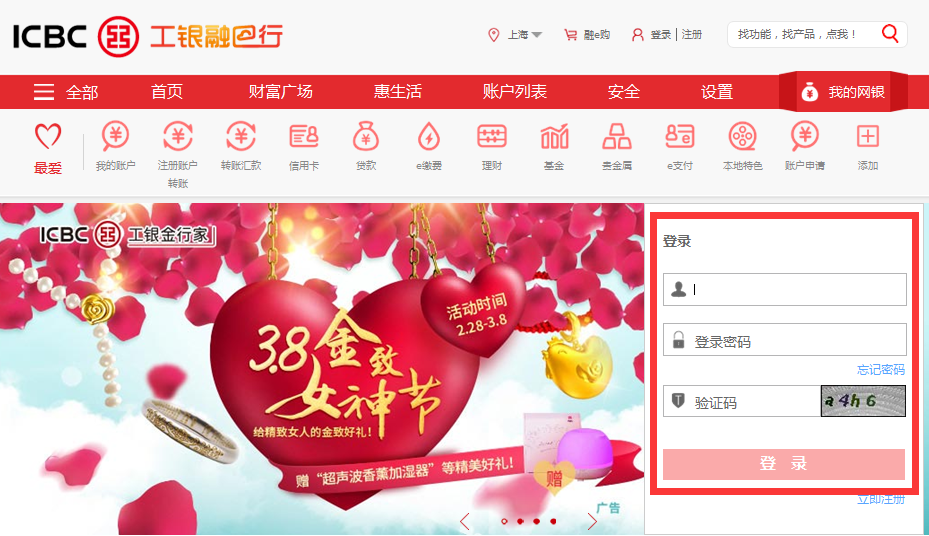 ICBC 工银融e行
上海 融e购 登录 | 注册 找功能，找产品，点我！
全部 首页 财富广场 惠生活 账户列表 安全 设置 我的网银
最爱 我的账户 注册账户转账 转账汇款 信用卡 贷款 e缴费 理财 基金 贵金属 e支付 本地特色 账户申请 添加
ICBC 工银金行家
活动时间
2.28-3.8
3.8金致
女神节
给精致女人的金致好礼！
赠“超声波香薰加湿器”等精美好礼！
赠
广告
登录
登录密码
忘记密码
验证码 a4h6
登 录
立即注册